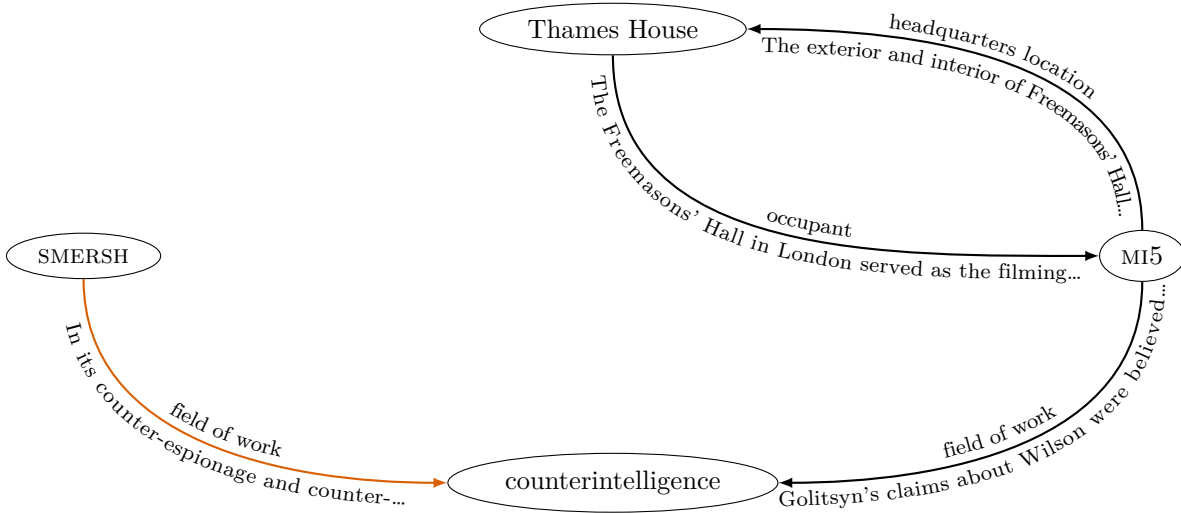 Thames House
headquarters location
The exterior and interior of Freemasons' Hall...
The Freemasons' Hall in London served as the filming...
occupant
SMERSH
MI5
In its counter-espionage and counter-...
field of work
field of work
Golitsyn's claims about Wilson were believed...
counterintelligence